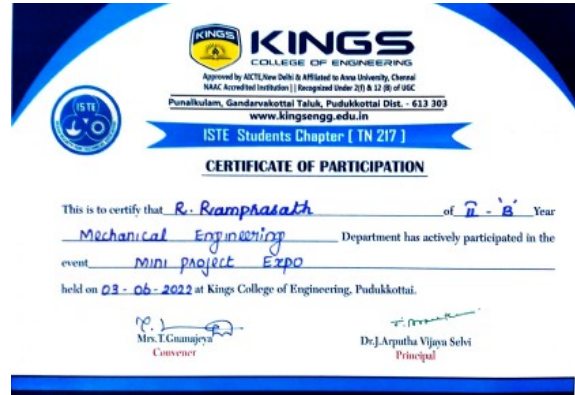 KINGS
KINGS
COLLEGE OF ENGINEERING
Approved by AICTE,New Delhi & Affiliated to Anna University, Chennai
NAAC Accredited Institution || Recognized Under 2(f) & 12 (B) of UGC
Punalkulam, Gandarvakottai Taluk, Pudukkottai Dist. - 613 303
www.kingsengg.edu.in
ISTE
ISTE Students Chapter [ TN 217 ]
CERTIFICATE OF PARTICIPATION
This is to certify that R. Ramprasath of II - 'B' Year
Mechanical Engineering Department has actively participated in the
event Mini project Expo
held on 03 - 06 - 2022 at Kings College of Engineering, Pudukkottai.
Mrs.T.Gnanajeya Dr.J.Arputha Vijaya Selvi
Convener Principal